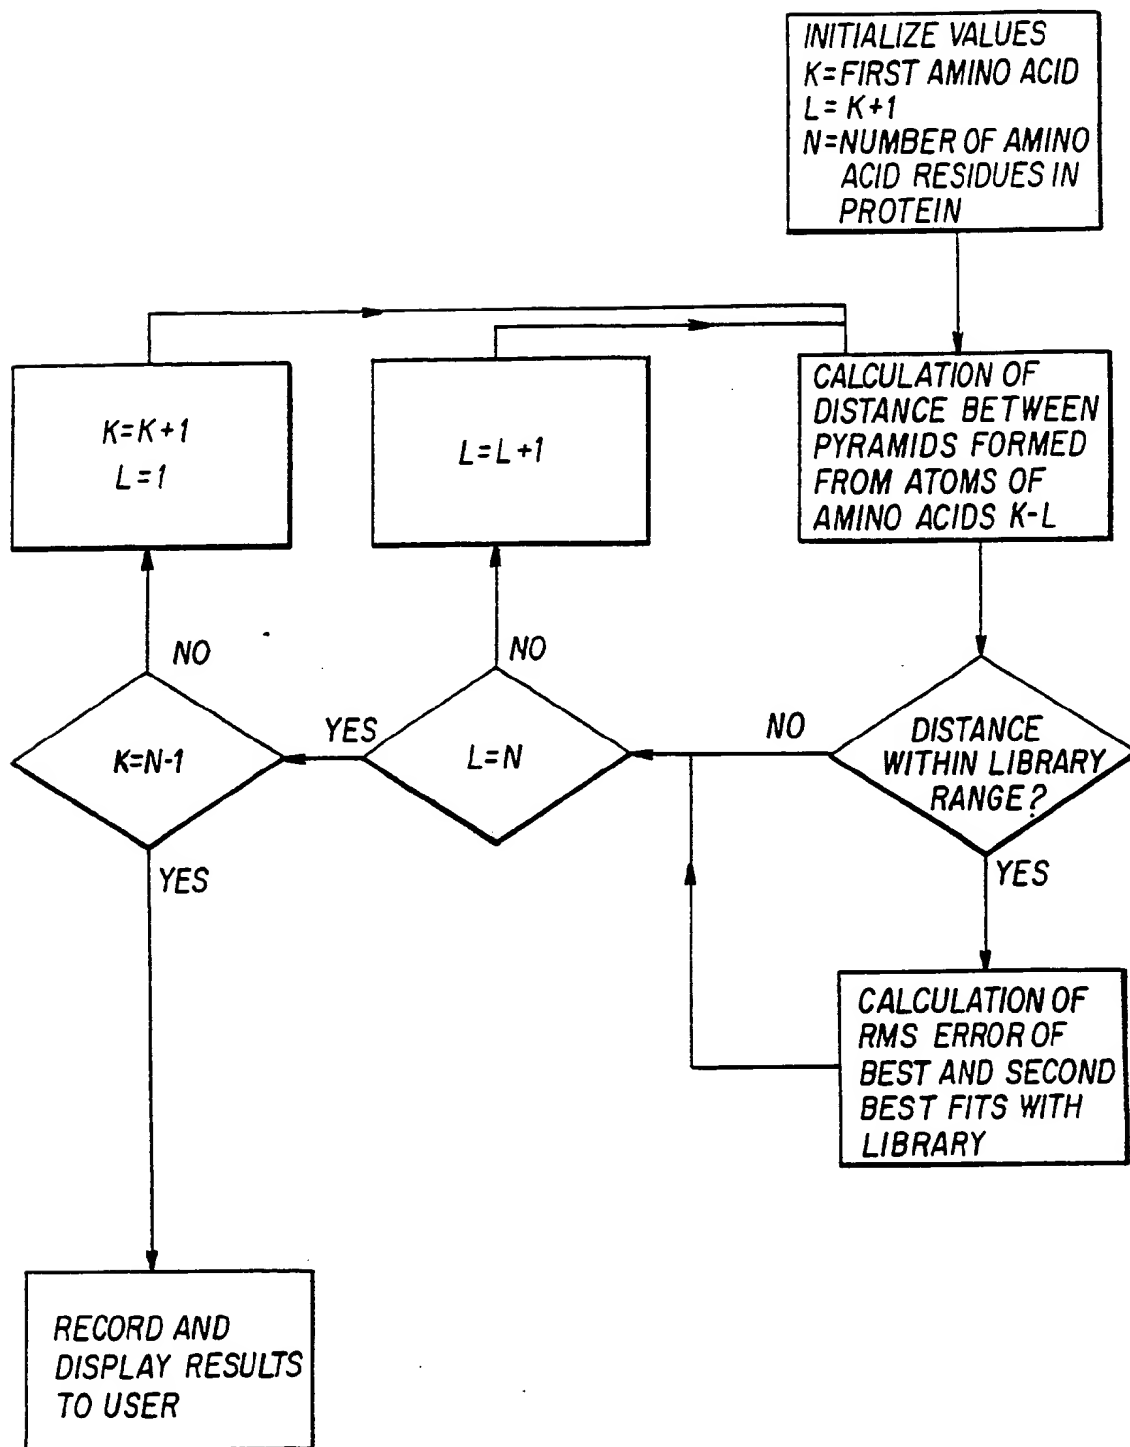 INITIALIZE VALUES
K=FIRST AMINO ACID
L=K+1
N=NUMBER OF AMINO
ACID RESIDUES IN
PROTEIN
K=K+1
L=1
L=L+1
CALCULATION OF
DISTANCE BETWEEN
PYRAMIDS FORMED
FROM ATOMS OF
AMINO ACIDS K-L
NO
NO
NO
YES
K=N-1
L=N
DISTANCE
WITHIN LIBRARY
RANGE?
YES
YES
CALCULATION OF
RMS ERROR OF
BEST AND SECOND
BEST FITS WITH
LIBRARY
RECORD AND
DISPLAY RESULTS
TO USER